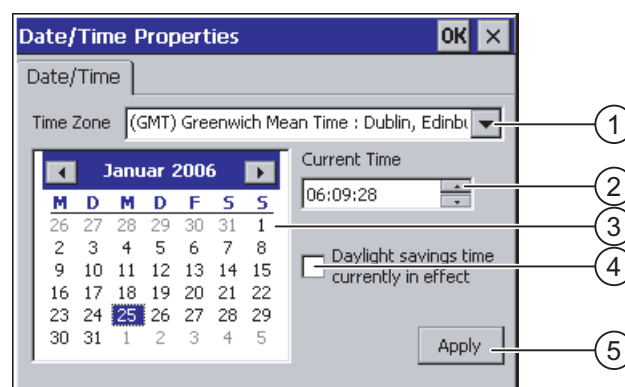 Date/Time Properties OK ×
Date/Time
Time Zone (GMT) Greenwich Mean Time : Dublin, Edinbu 1
Januar 2006
Current Time
06:09:28 2
M D M D F S S
26 27 28 29 30 31 1 3
2 3 4 5 6 7 8
9 10 11 12 13 14 15
16 17 18 19 20 21 22
23 24 25 26 27 28 29
30 31 1 2 3 4 5
Daylight savings time
currently in effect 4
Apply 5